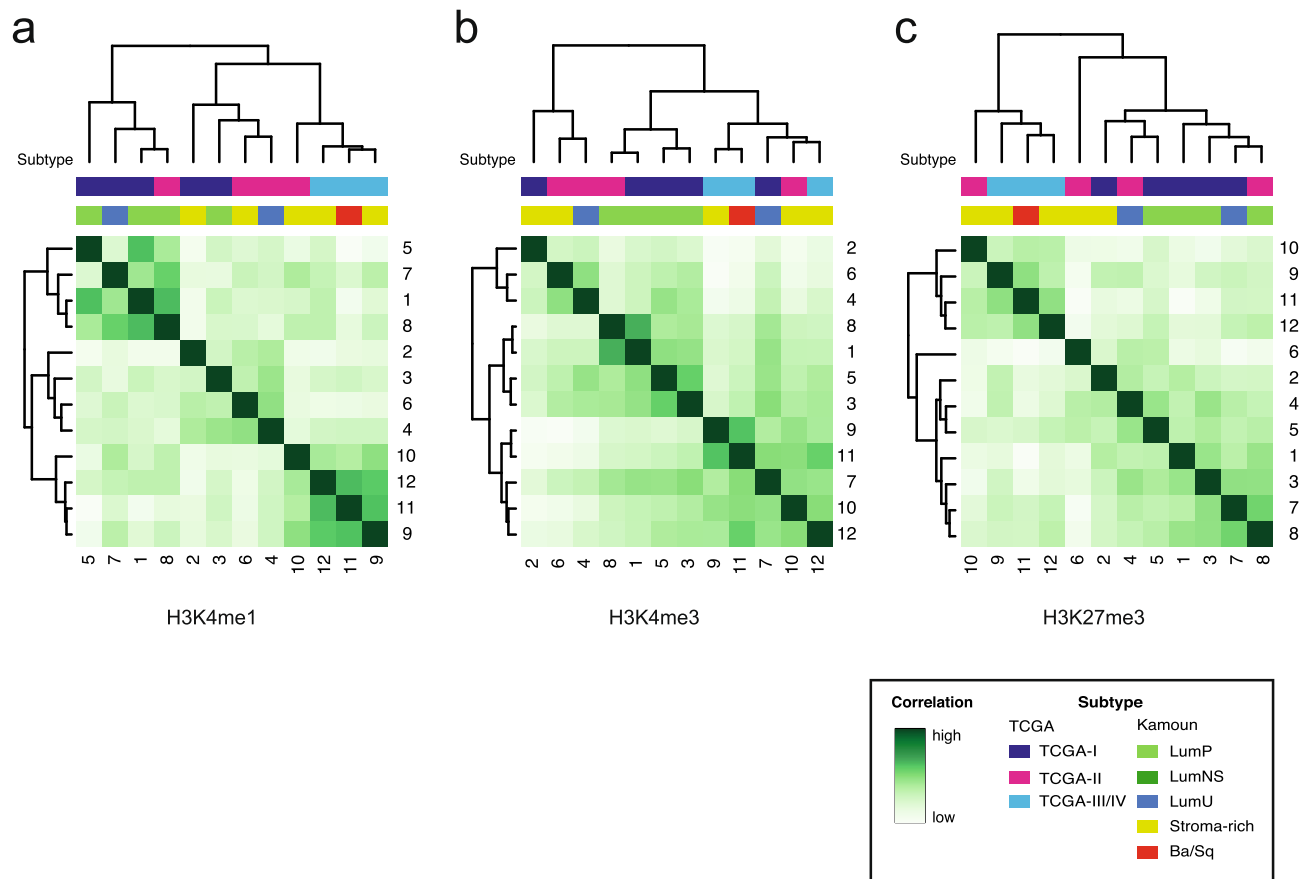 a
b
c
Subtype
Subtype
Subtype
5
7
1
8
2
3
6
4
10
12
11
9
5 7 1 8 2 3 6 4 10 12 11 9
H3K4me1
2
6
4
8
1
5
3
9
11
7
10
12
2 6 4 8 1 5 3 9 11 7 10 12
H3K4me3
10
9
11
12
6
2
4
5
1
3
7
8
10 9 11 12 6 2 4 5 1 3 7 8
H3K27me3
Correlation
high
low
Subtype
TCGA
TCGA-I
TCGA-II
TCGA-III/IV
Kamoun
LumP
LumNS
LumU
Stroma-rich
Ba/Sq